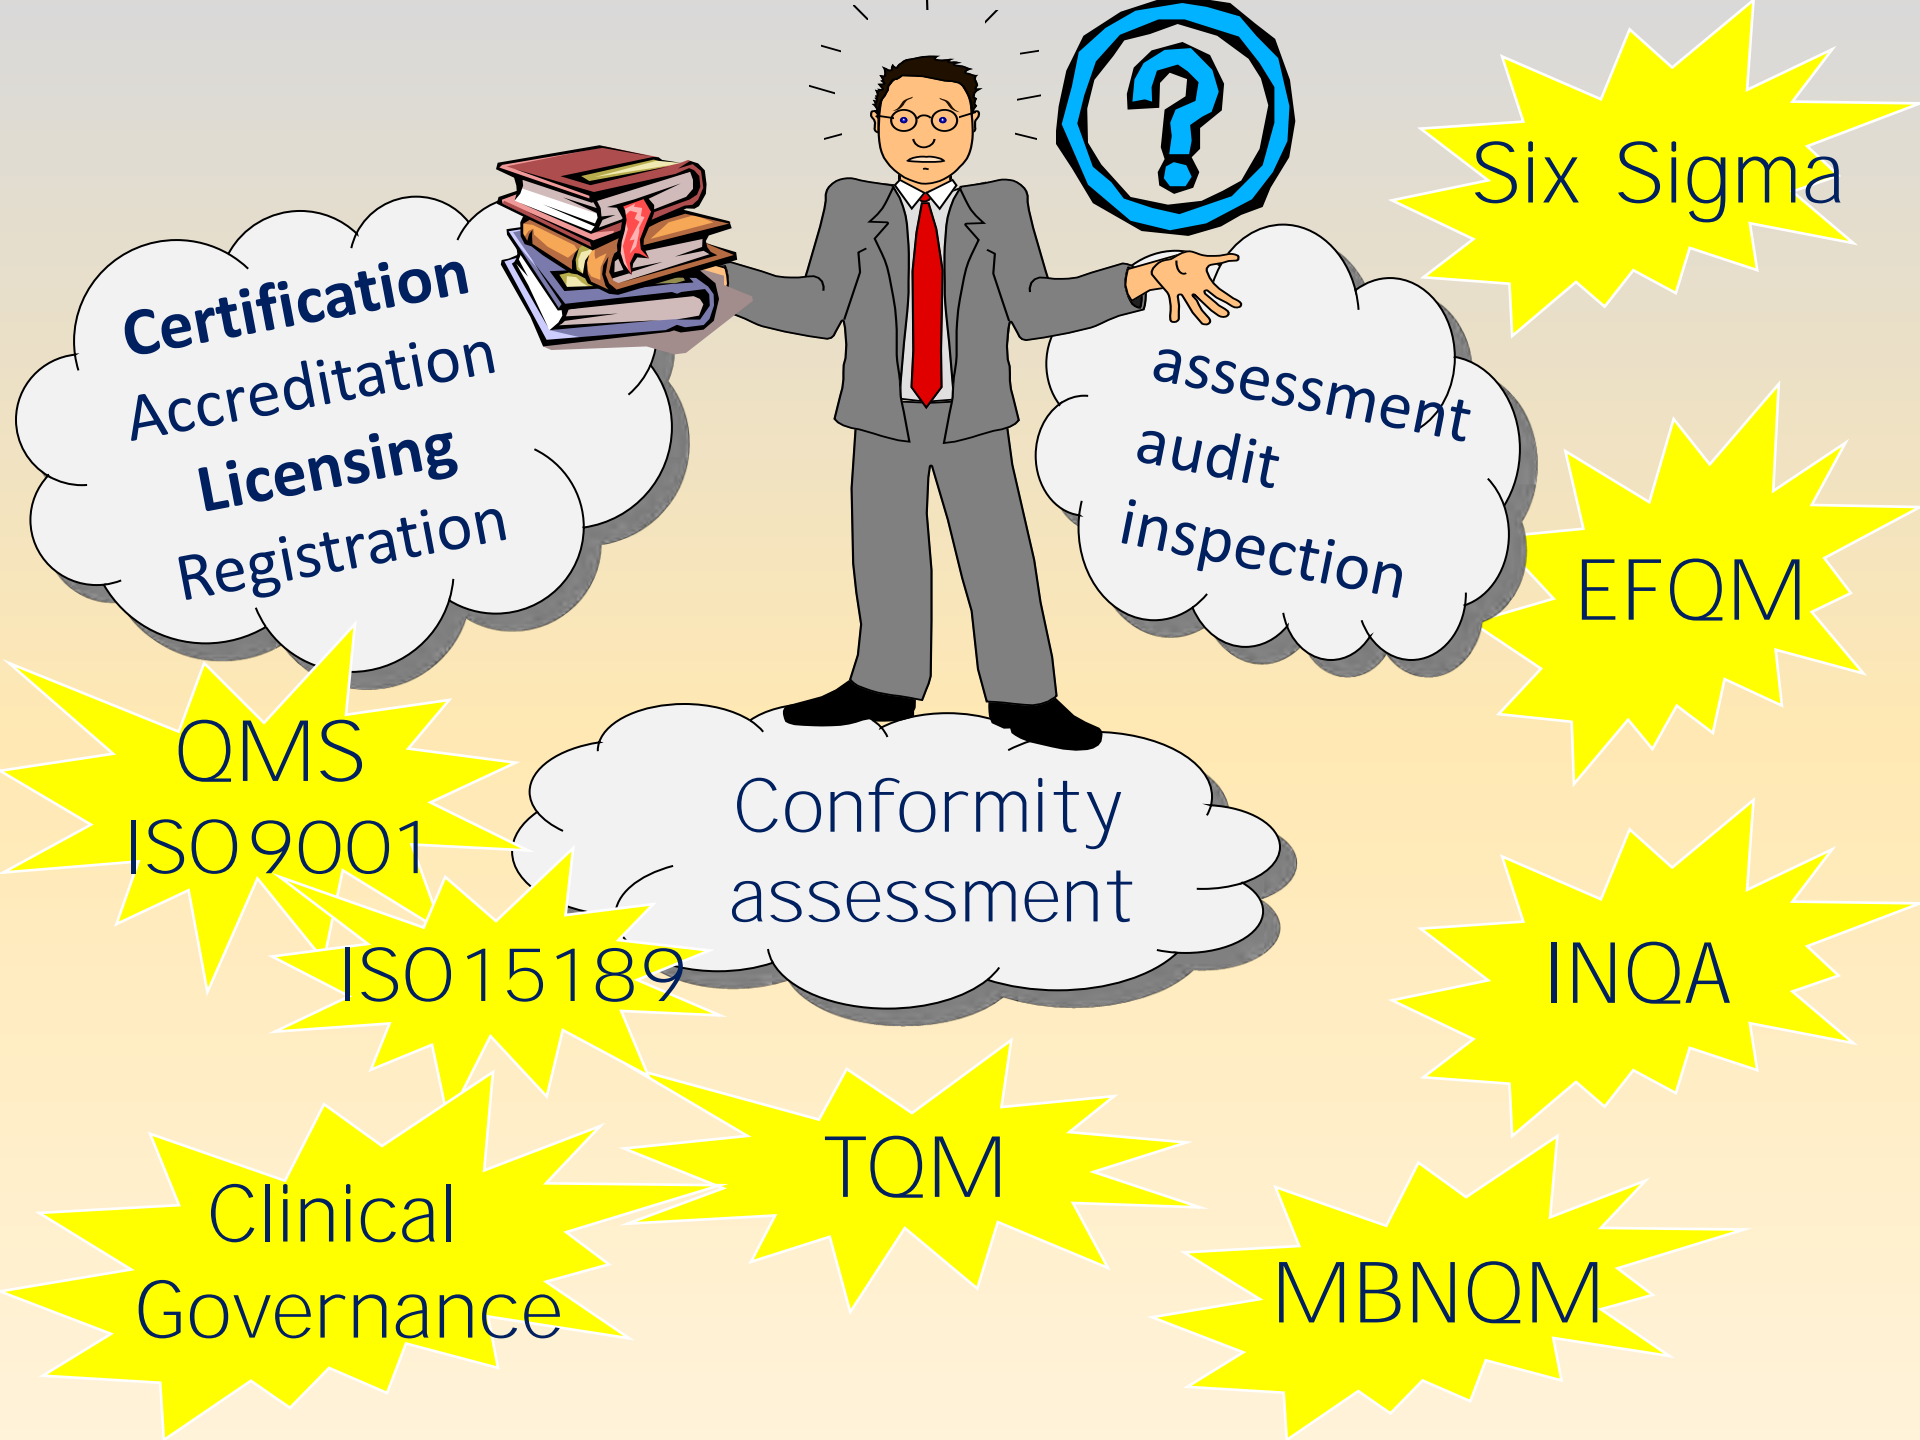 Six Sigma
Certification
Accreditation
Licensing
Registration
assessment
audit
inspection
EFQM
QMS
ISO9001
Conformity
assessment
ISO15189
INQA
TQM
Clinical
Governance
MBNQM
?